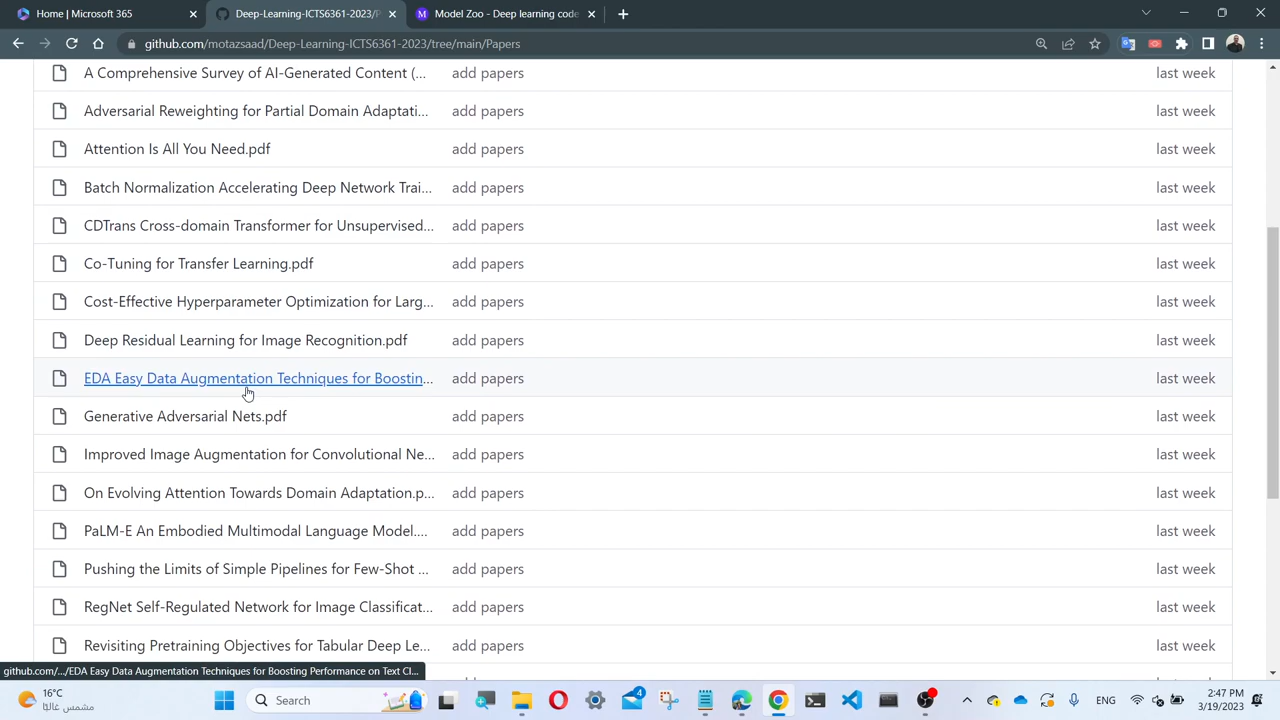 Home | Microsoft 365
Deep-Learning-ICTS6361-2023/P
Model Zoo - Deep learning code
github.com/motazsaad/Deep-Learning-ICTS6361-2023/tree/main/Papers
A Comprehensive Survey of AI-Generated Content (... add papers last week
Adversarial Reweighting for Partial Domain Adaptati... add papers last week
Attention Is All You Need.pdf add papers last week
Batch Normalization Accelerating Deep Network Trai... add papers last week
CDTrans Cross-domain Transformer for Unsupervised... add papers last week
Co-Tuning for Transfer Learning.pdf add papers last week
Cost-Effective Hyperparameter Optimization for Larg... add papers last week
Deep Residual Learning for Image Recognition.pdf add papers last week
EDA Easy Data Augmentation Techniques for Boostin... add papers last week
Generative Adversarial Nets.pdf add papers last week
Improved Image Augmentation for Convolutional Ne... add papers last week
On Evolving Attention Towards Domain Adaptation.p... add papers last week
PaLM-E An Embodied Multimodal Language Model.... add papers last week
Pushing the Limits of Simple Pipelines for Few-Shot ... add papers last week
RegNet Self-Regulated Network for Image Classificat... add papers last week
Revisiting Pretraining Objectives for Tabular Deep Le... add papers last week
github.com/.../EDA Easy Data Augmentation Techniques for Boosting Performance on Text Cl...
16°C
مشمس غالبًا
Search
4
ENG
2:47 PM
3/19/2023